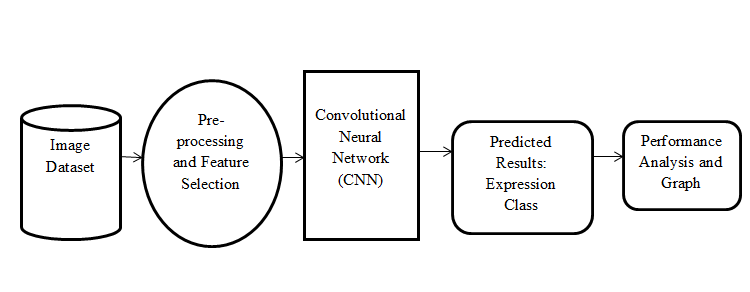 Image
Dataset
Pre-
processing
and Feature
Selection
Convolutional
Neural
Network
(CNN)
Predicted
Results:
Expression
Class
Performance
Analysis and
Graph